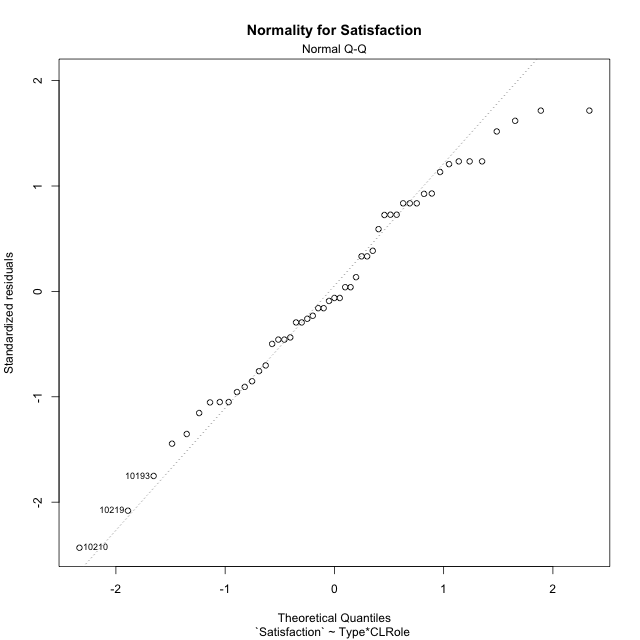 Normality for Satisfaction
Normal Q-Q
2
1
0
-1
-2
Standardized residuals
10193
10219
10210
-2 -1 0 1 2
Theoretical Quantiles
`Satisfaction` ~ Type*CLRole